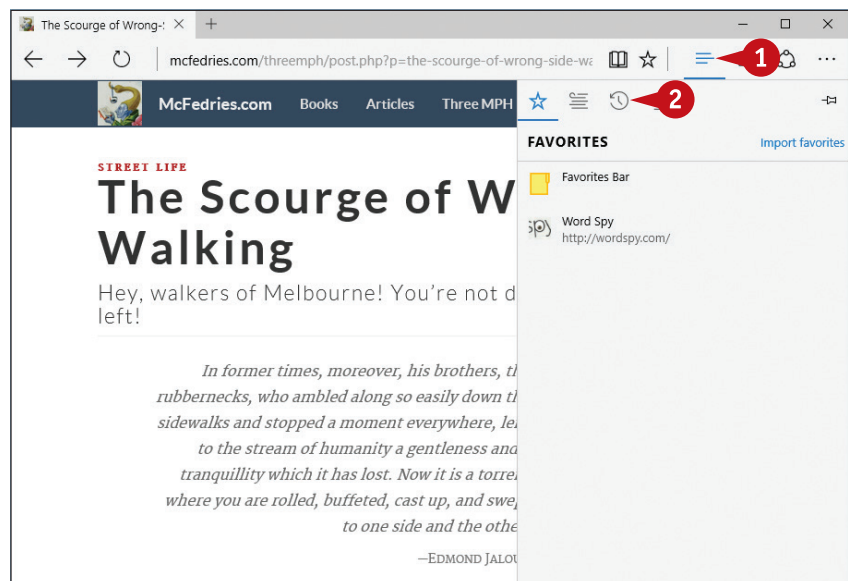 The Scourge of Wrong-S
mcfedries.com/threemph/post.php?p=the-scourge-of-wrong-side-wa
1
McFedries.com Books Articles Three MPH
2
FAVORITES Import favorites
Favorites Bar
Word Spy
http://wordspy.com/
STREET LIFE
The Scourge of W
Walking
Hey, walkers of Melbourne! You're not d
left!
In former times, moreover, his brothers, th
rubbernecks, who ambled along so easily down th
sidewalks and stopped a moment everywhere, le
to the stream of humanity a gentleness and
tranquillity which it has lost. Now it is a torre
where you are rolled, buffeted, cast up, and swep
to one side and the othe
—EDMOND JALOU